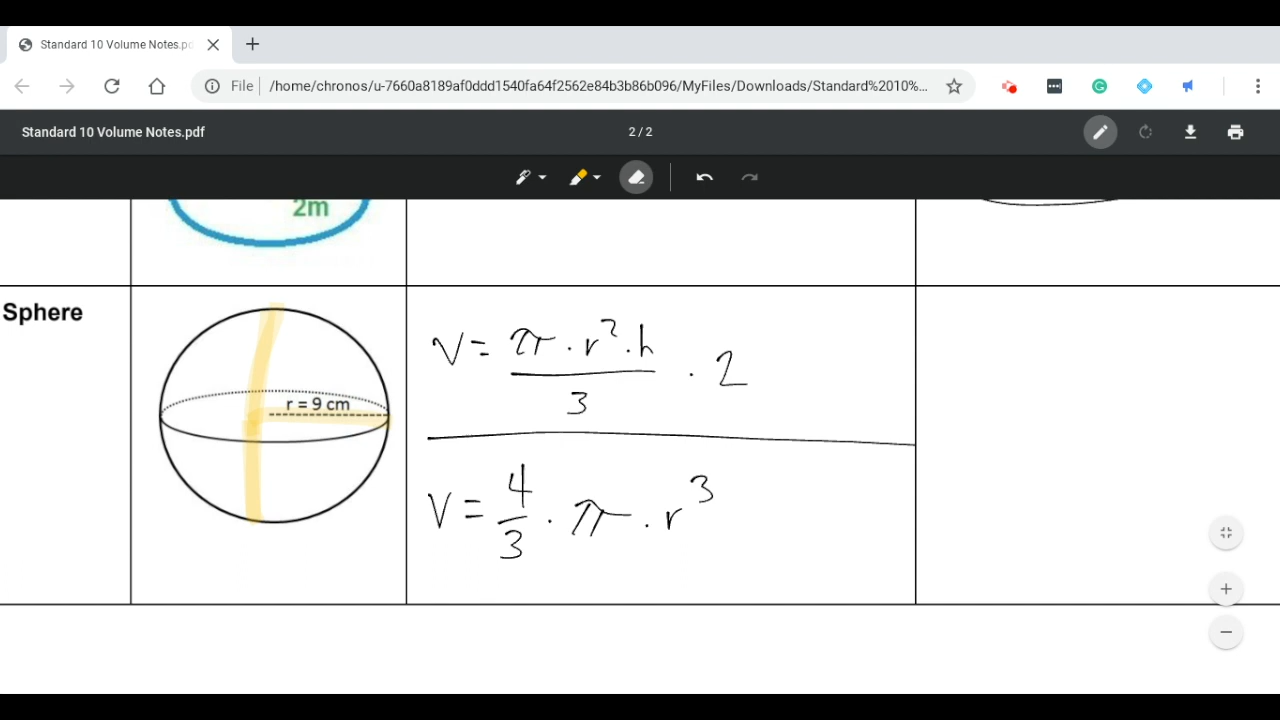 Standard 10 Volume Notes.pd
File
/home/chronos/u-7660a8189af0ddd1540fa64f2562e84b3b86b096/MyFiles/Downloads/Standard%2010%...
Standard 10 Volume Notes.pdf
2 / 2
2m
Sphere
r = 9 cm
V = π · r² · h / 3 · 2
V = 4/3 · π · r³